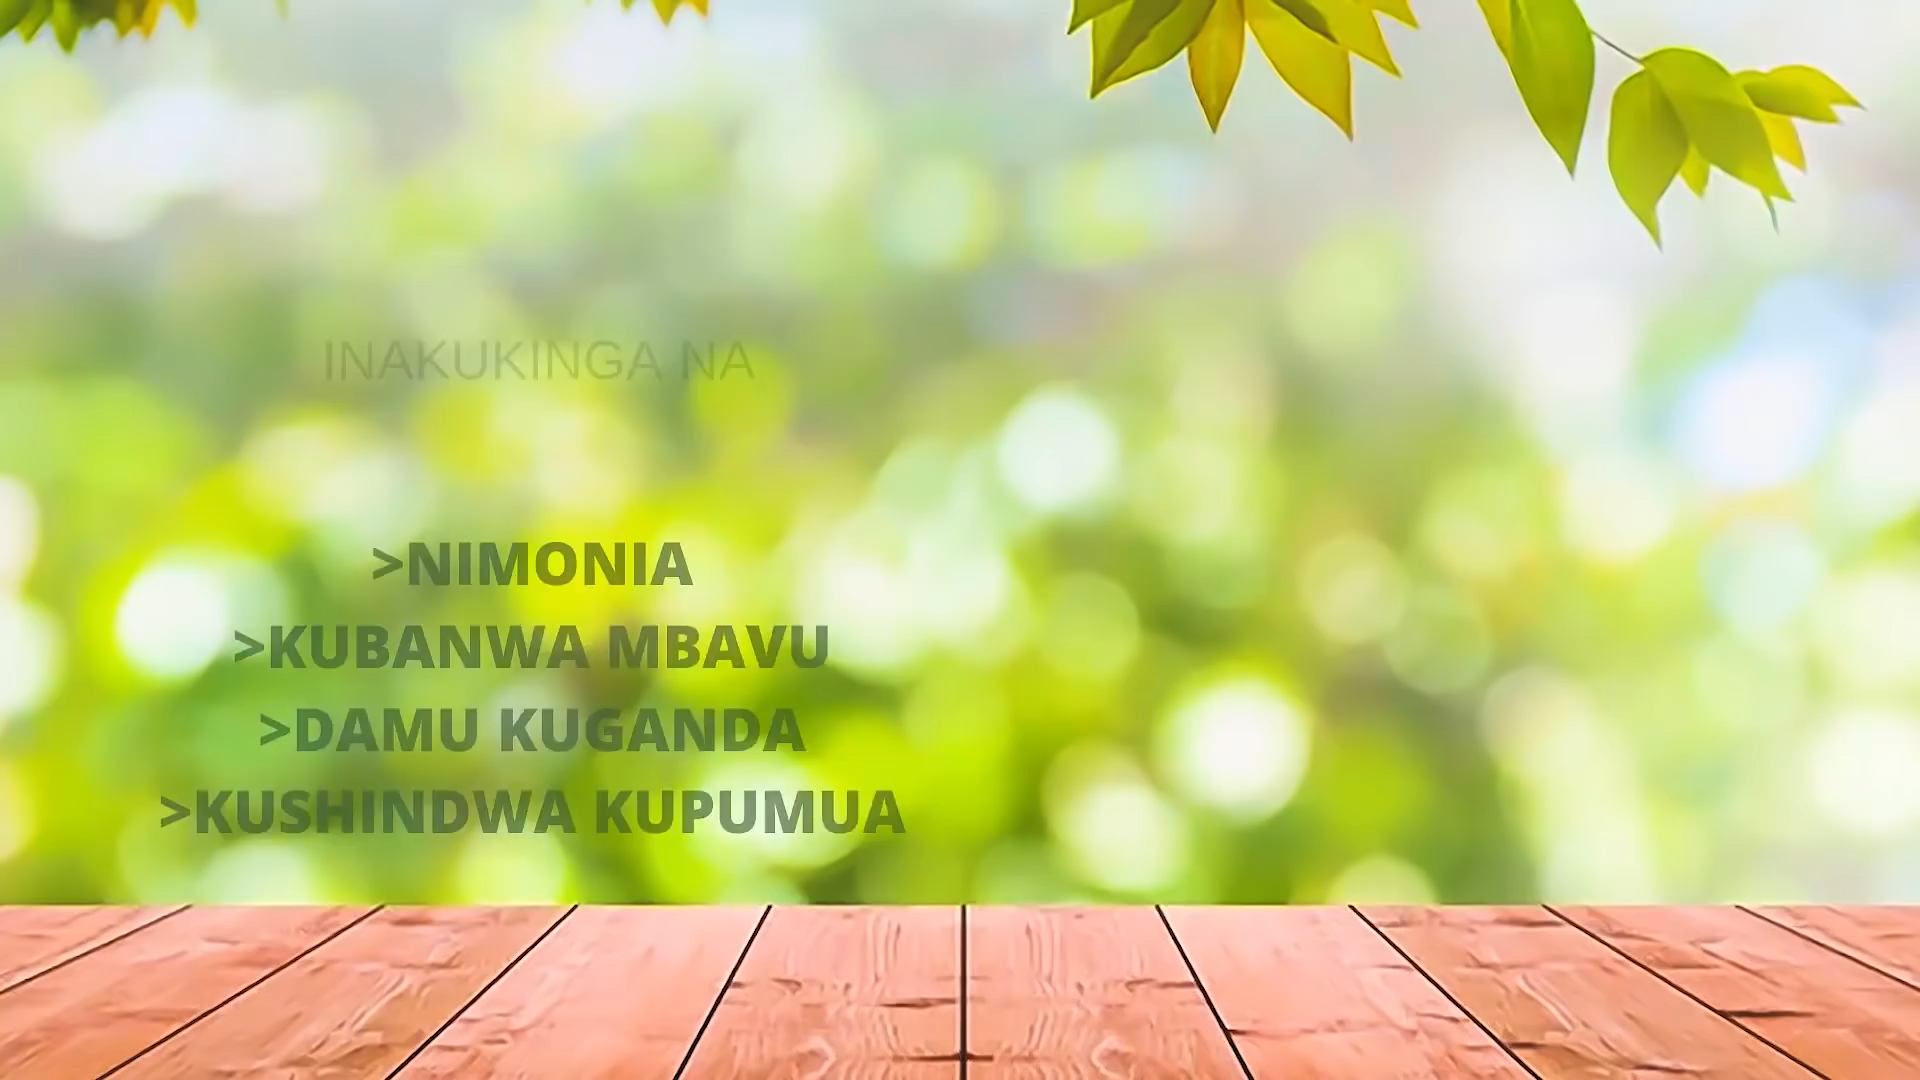 INAKUKINGA NA
>NIMONIA
>KUBANWA MBAVU
>DAMU KUGANDA
>KUSHINDWA KUPUMUA